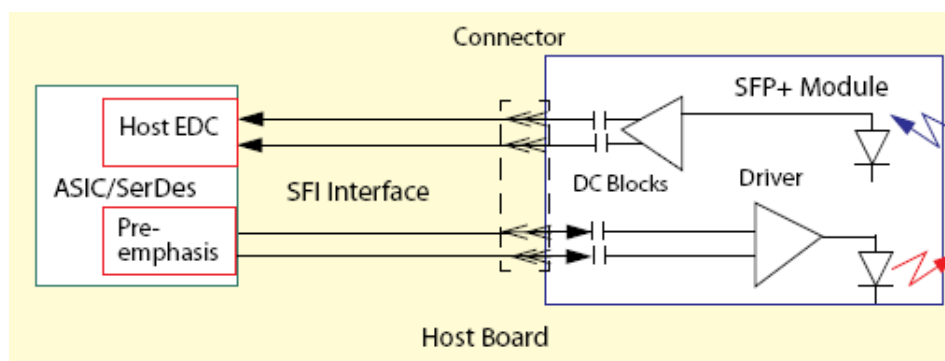 Connector
SFP+ Module
Host EDC
ASIC/SerDes
SFI Interface
DC Blocks
Driver
Pre-
emphasis
Host Board